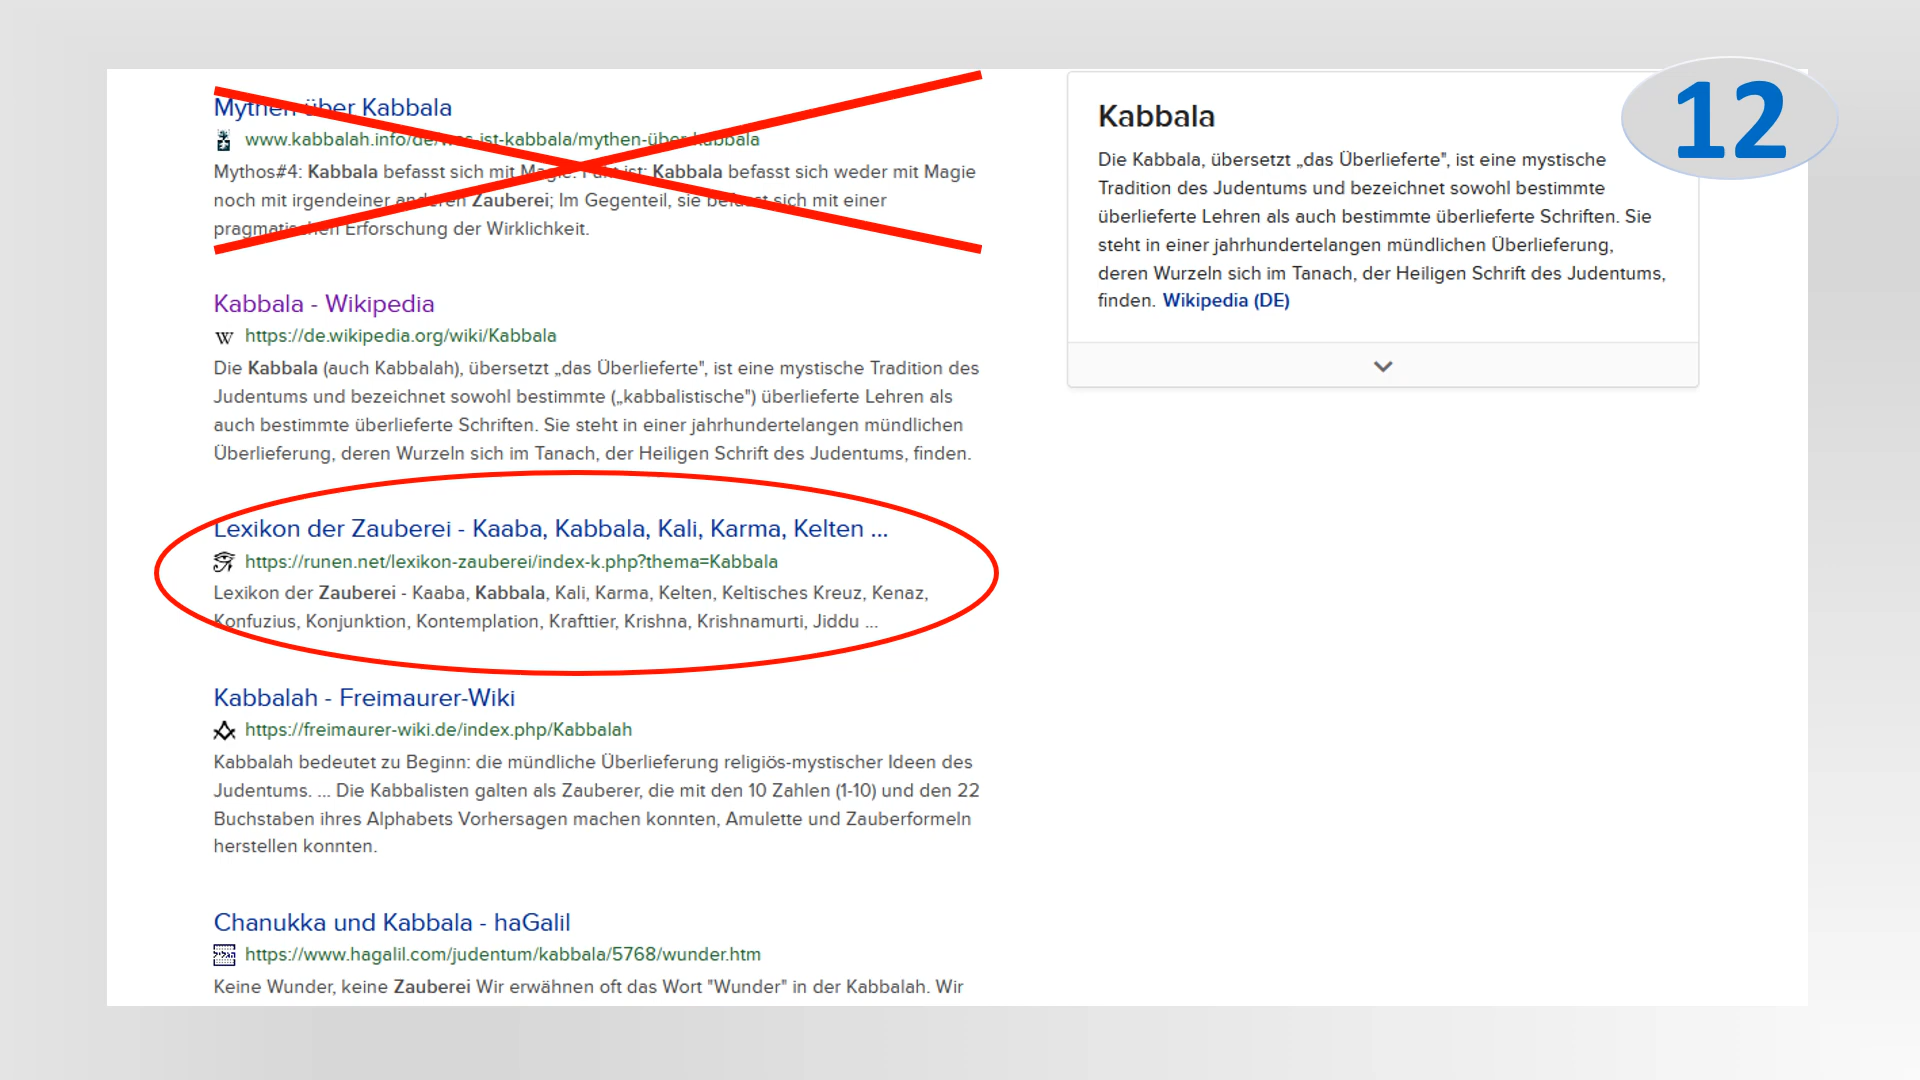 Mythen über Kabbala
www.kabbalah.info/de/was-ist-kabbala/mythen-über-kabbala
Mythos#4: Kabbala befasst sich mit Magie. Fakt ist: Kabbala befasst sich weder mit Magie
noch mit irgendeiner anderen Zauberei; Im Gegenteil, sie befasst sich mit einer
pragmatischen Erforschung der Wirklichkeit.
Kabbala - Wikipedia
W https://de.wikipedia.org/wiki/Kabbala
Die Kabbala (auch Kabbalah), übersetzt „das Überlieferte", ist eine mystische Tradition des
Judentums und bezeichnet sowohl bestimmte („kabbalistische") überlieferte Lehren als
auch bestimmte überlieferte Schriften. Sie steht in einer jahrhundertelangen mündlichen
Überlieferung, deren Wurzeln sich im Tanach, der Heiligen Schrift des Judentums, finden.
Lexikon der Zauberei - Kaaba, Kabbala, Kali, Karma, Kelten ...
https://runen.net/lexikon-zauberei/index-k.php?thema=Kabbala
Lexikon der Zauberei - Kaaba, Kabbala, Kali, Karma, Kelten, Keltisches Kreuz, Kenaz,
Konfuzius, Konjunktion, Kontemplation, Krafttier, Krishna, Krishnamurti, Jiddu ...
Kabbalah - Freimaurer-Wiki
https://freimaurer-wiki.de/index.php/Kabbalah
Kabbalah bedeutet zu Beginn: die mündliche Überlieferung religiös-mystischer Ideen des
Judentums. ... Die Kabbalisten galten als Zauberer, die mit den 10 Zahlen (1-10) und den 22
Buchstaben ihres Alphabets Vorhersagen machen konnten, Amulette und Zauberformeln
herstellen konnten.
Chanukka und Kabbala - haGalil
https://www.hagalil.com/judentum/kabbala/5768/wunder.htm
Keine Wunder, keine Zauberei Wir erwähnen oft das Wort "Wunder" in der Kabbalah. Wir
Kabbala
Die Kabbala, übersetzt „das Überlieferte", ist eine mystische
Tradition des Judentums und bezeichnet sowohl bestimmte
überlieferte Lehren als auch bestimmte überlieferte Schriften. Sie
steht in einer jahrhundertelangen mündlichen Überlieferung,
deren Wurzeln sich im Tanach, der Heiligen Schrift des Judentums,
finden. Wikipedia (DE)
12